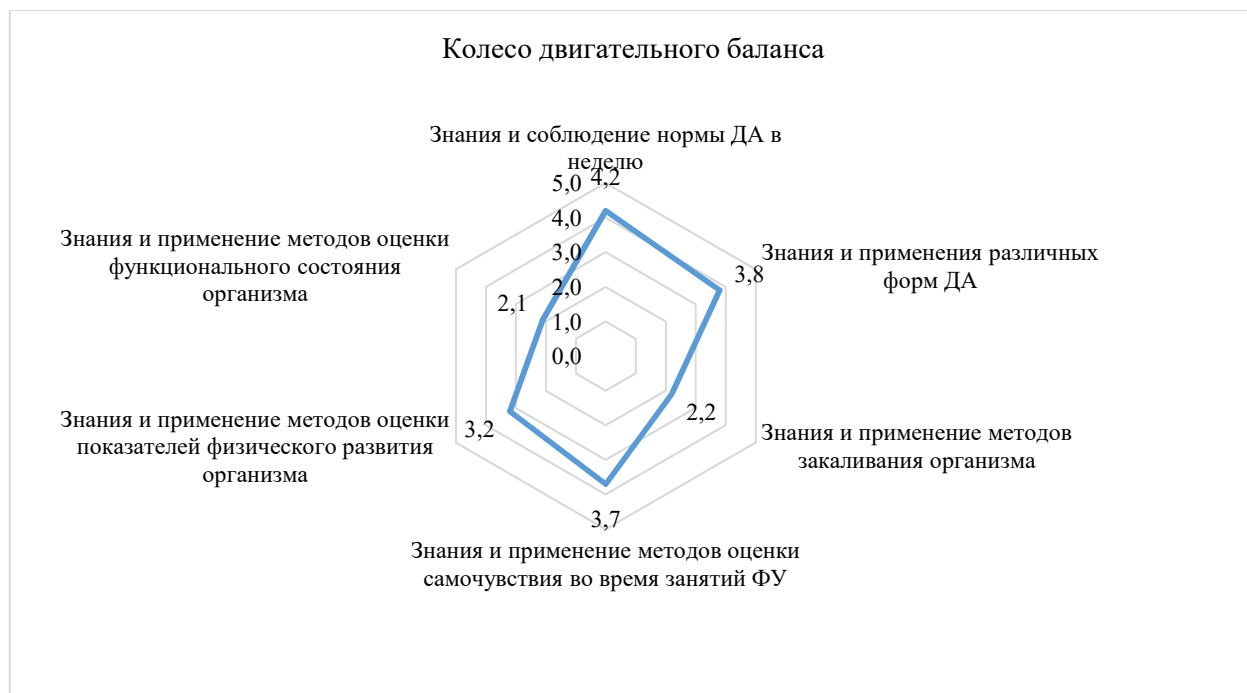 Колесо двигательного баланса
Знания и соблюдение нормы ДА в
неделю
4,2
5,0
4,0
3,0
2,0
1,0
0,0
Знания и применения различных
форм ДА
3,8
Знания и применение методов
закаливания организма
2,2
3,7
Знания и применение методов оценки
самочувствия во время занятий ФУ
Знания и применение методов оценки
показателей физического развития
организма
3,2
Знания и применение методов оценки
функционального состояния
организма
2,1